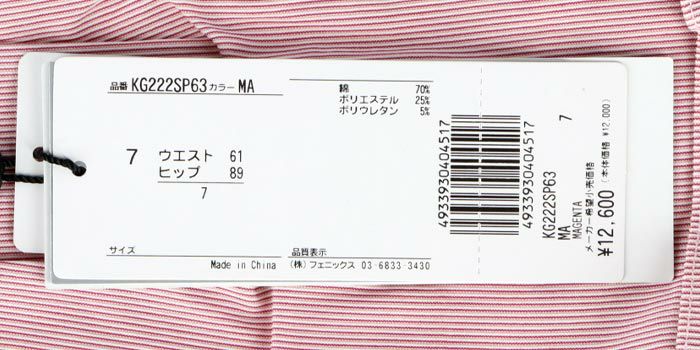 品番 KG222SP63 カラー MA
7 ウエスト 61
ヒップ 89
7
サイズ
Made in China
綿 70%
ポリエステル 25%
ポリウレタン 5%
品質表示
(株) フェニックス 03-6833-3430
4933930404517
4933930404517
KG222SP63
MA 7
MAGENTA
メーカー希望小売価格
¥12,600 (本体価格 ¥12,000)